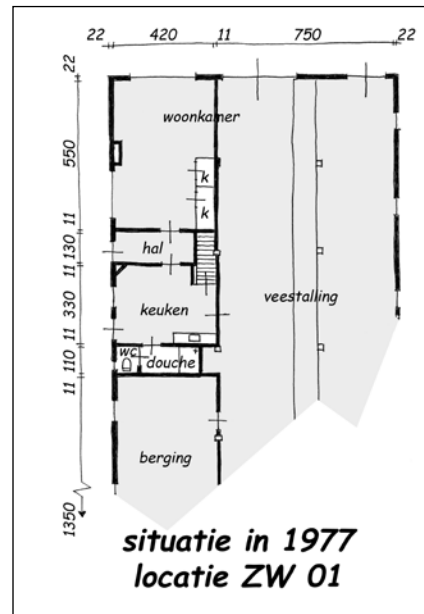 22 420 11 750 22
22
550
11
130
11
330
11
110
11
1350
woonkamer
k
k
hal
keuken
veestalling
wc
douche
berging
situatie in 1977
locatie ZW 01